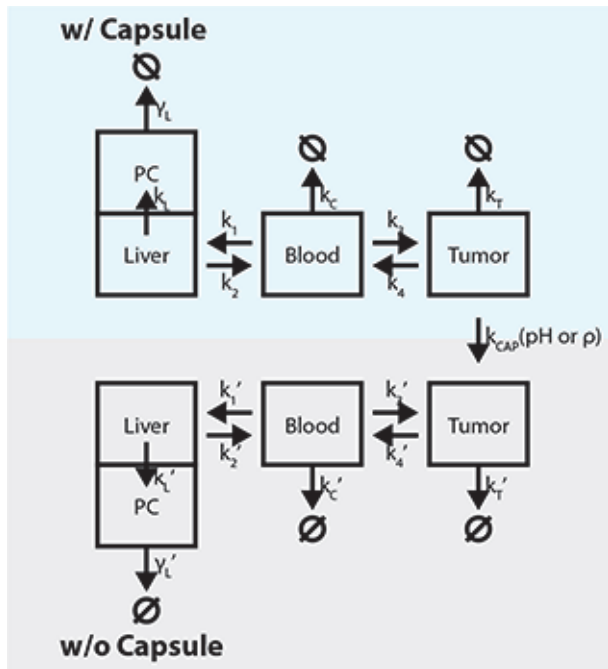 w/ Capsule
∅
γL
PC
∅
∅
kL
kC
kT
k1
k3
Liver
Blood
Tumor
k2
k4
kCAP(pH or ρ)
k1′
k3′
Liver
Blood
Tumor
k2′
k4′
kL′
kC′
kT′
PC
∅
∅
γL′
∅
w/o Capsule